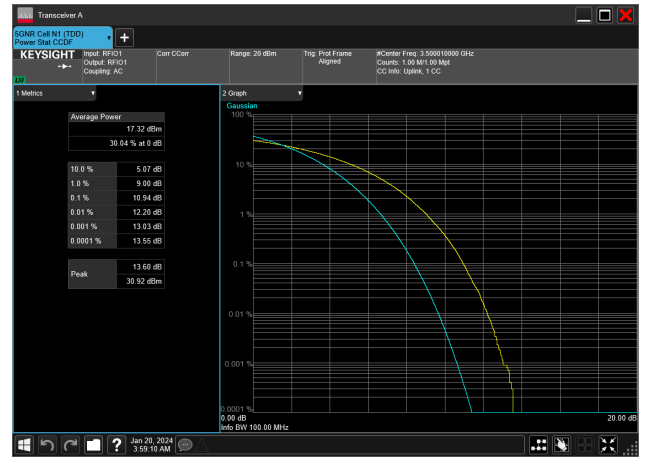 Transceiver A
5GNR Cell N1 (TDD)
Power Stat CCDF
KEYSIGHT
LXI
Input: RFIO1
Output: RFIO1
Coupling: AC
Corr CCorr
Range: 20 dBm
Trig: Prot Frame
Aligned
#Center Freq: 3.500010000 GHz
Counts: 1.00 M/1.00 Mpt
CC Info: Uplink, 1 CC
1 Metrics
Average Power
17.32 dBm
30.04 % at 0 dB
10.0 % 5.07 dB
1.0 % 9.00 dB
0.1 % 10.94 dB
0.01 % 12.20 dB
0.001 % 13.03 dB
0.0001 % 13.55 dB
Peak
13.60 dB
30.92 dBm
2 Graph
Gaussian
100 %
10 %
1 %
0.1 %
0.01 %
0.001 %
0.0001 %
0.00 dB
20.00 dB
Info BW 100.00 MHz
Jan 20, 2024
3:59:10 AM